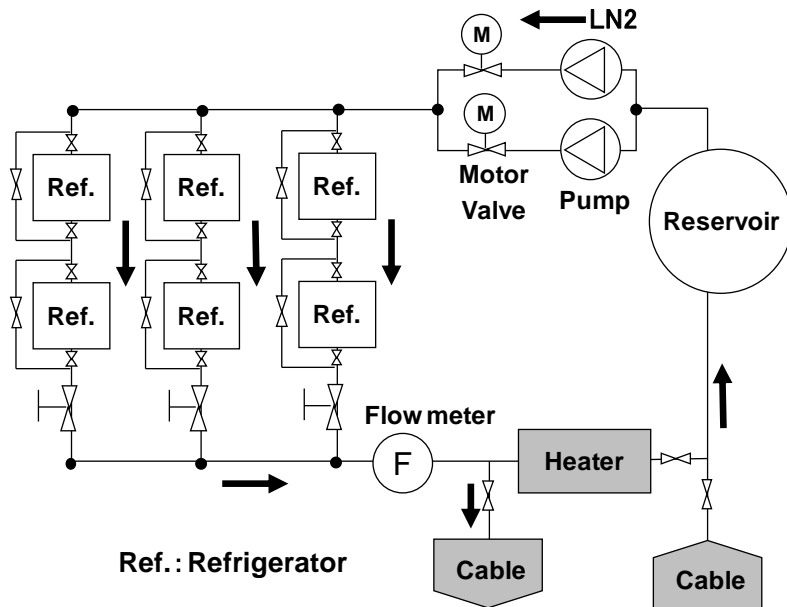 LN2
M
M
Motor
Valve
Pump
Reservoir
Ref.
Ref.
Ref.
Ref.
Ref.
Ref.
Flow meter
F
Heater
Cable
Cable
Ref.: Refrigerator